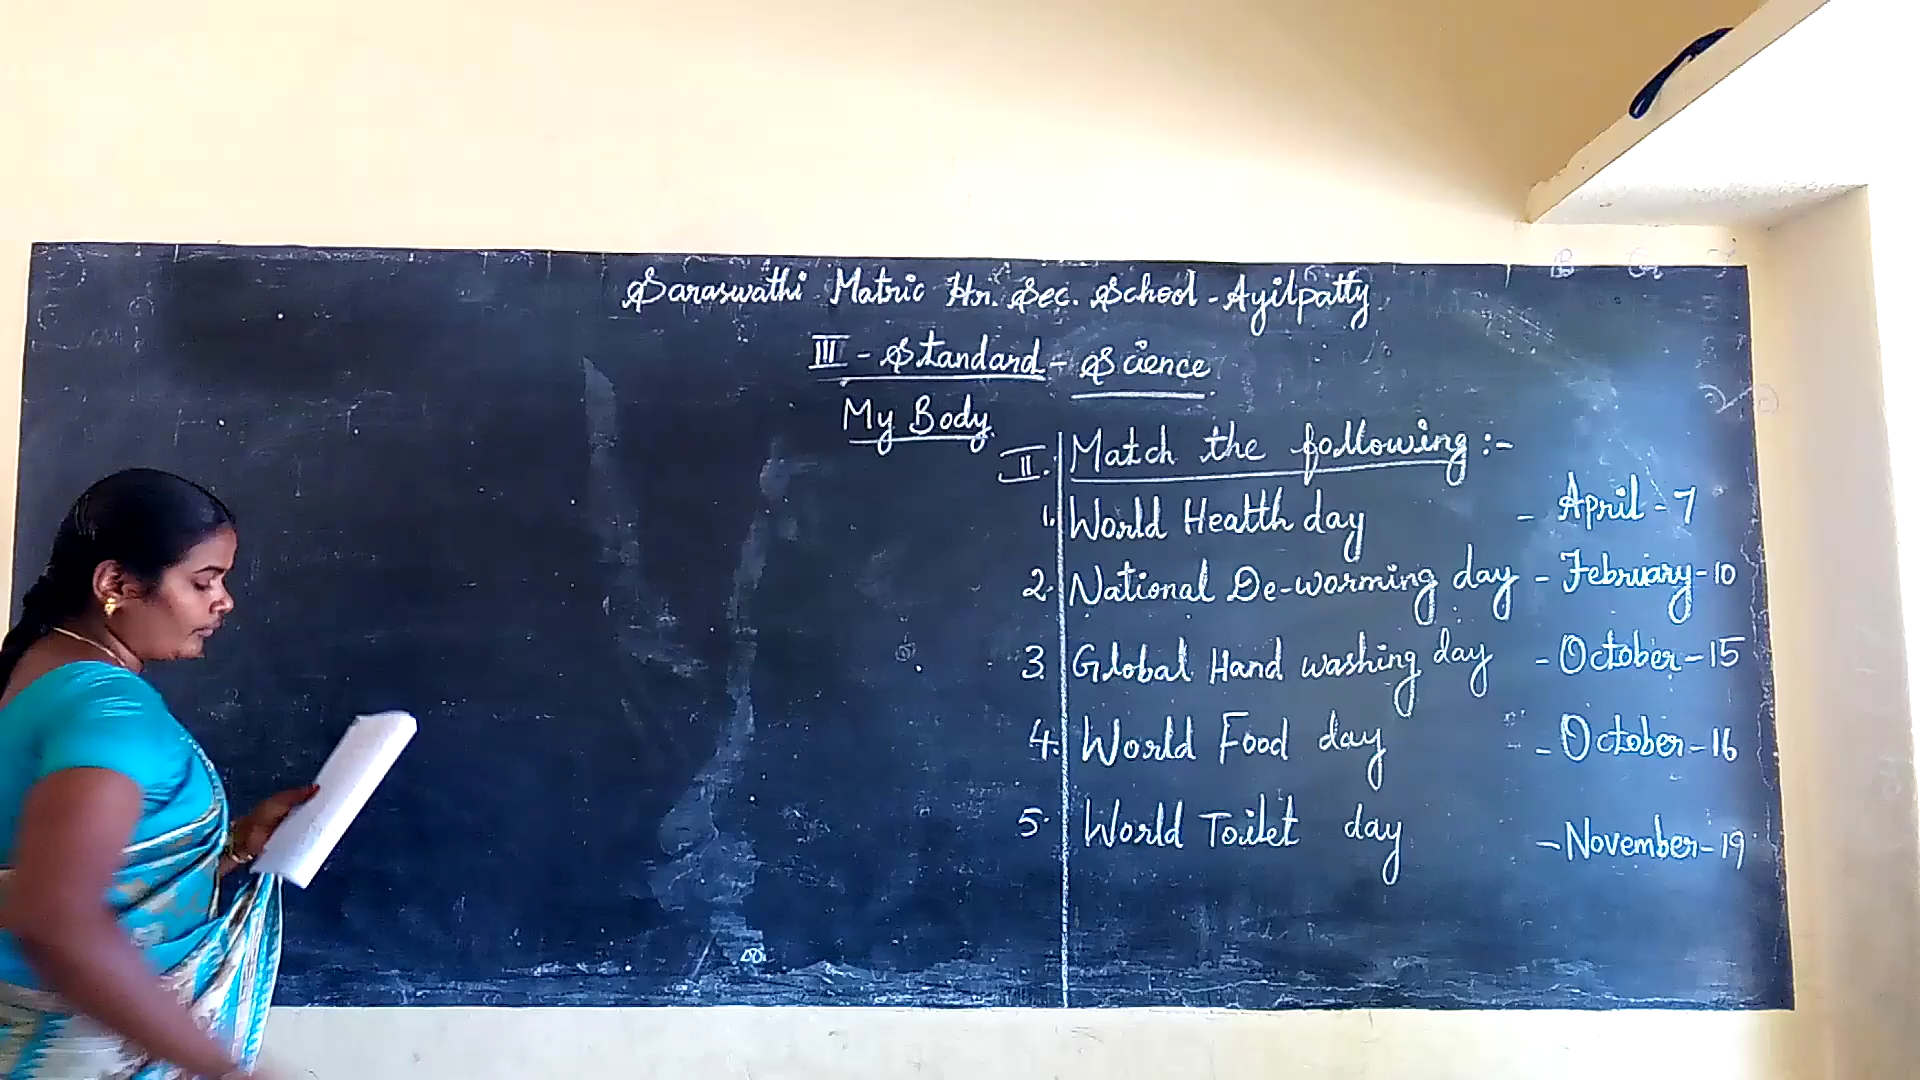 Saraswathi Matric Hr. Sec. School - Ayilpatty
III - Standard - Science
My Body
II. Match the following :-
1. World Health day - April - 7
2. National De-worming day - February - 10
3. Global Hand washing day - October - 15
4. World Food day - October - 16
5. World Toilet day - November - 19